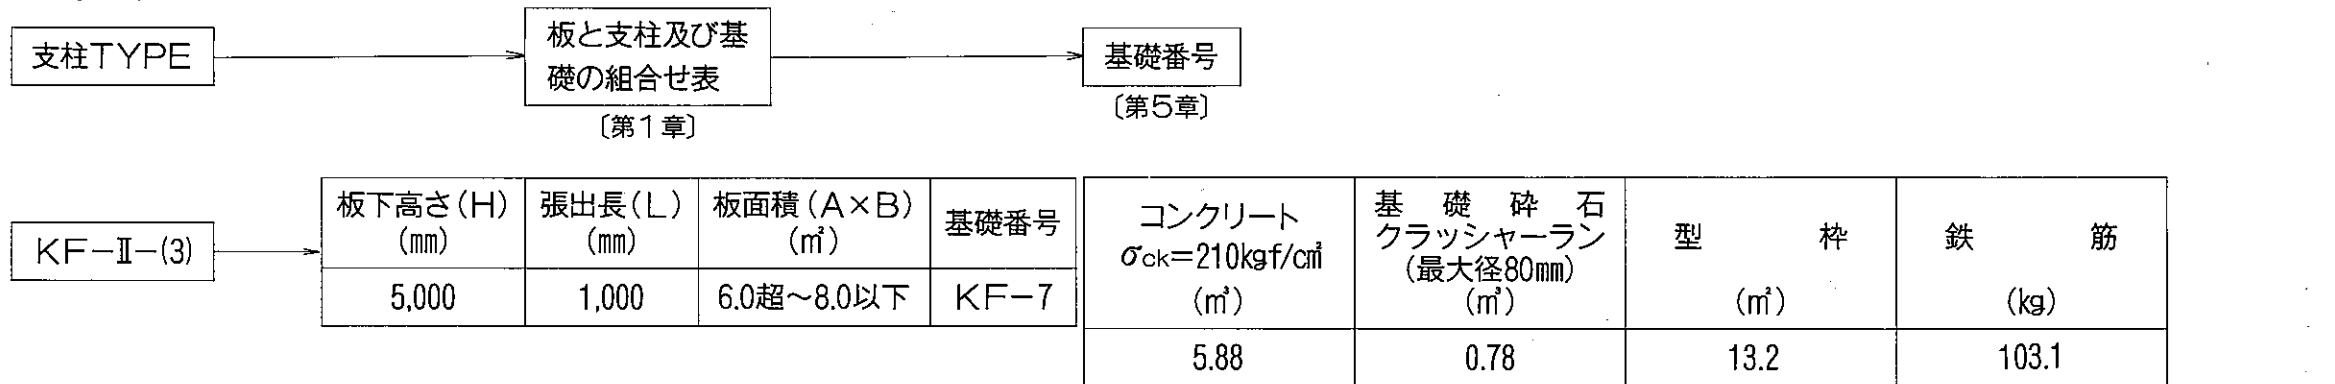 支柱TYPE
板と支柱及び基
礎の組合せ表
〔第1章〕
基礎番号
〔第5章〕
KF-Ⅱ-(3)
板下高さ(H)
(㎜)
張出長(L)
(㎜)
板面積(A×B)
(㎡)
基礎番号
5,000
1,000
6.0超~8.0以下
KF-7
コンクリート
σck=210kgf/c㎡
(㎥)
基礎砕石
クラッシャーラン
(最大径80㎜)
(㎥)
型枠
(㎡)
鉄筋
(kg)
5.88
0.78
13.2
103.1